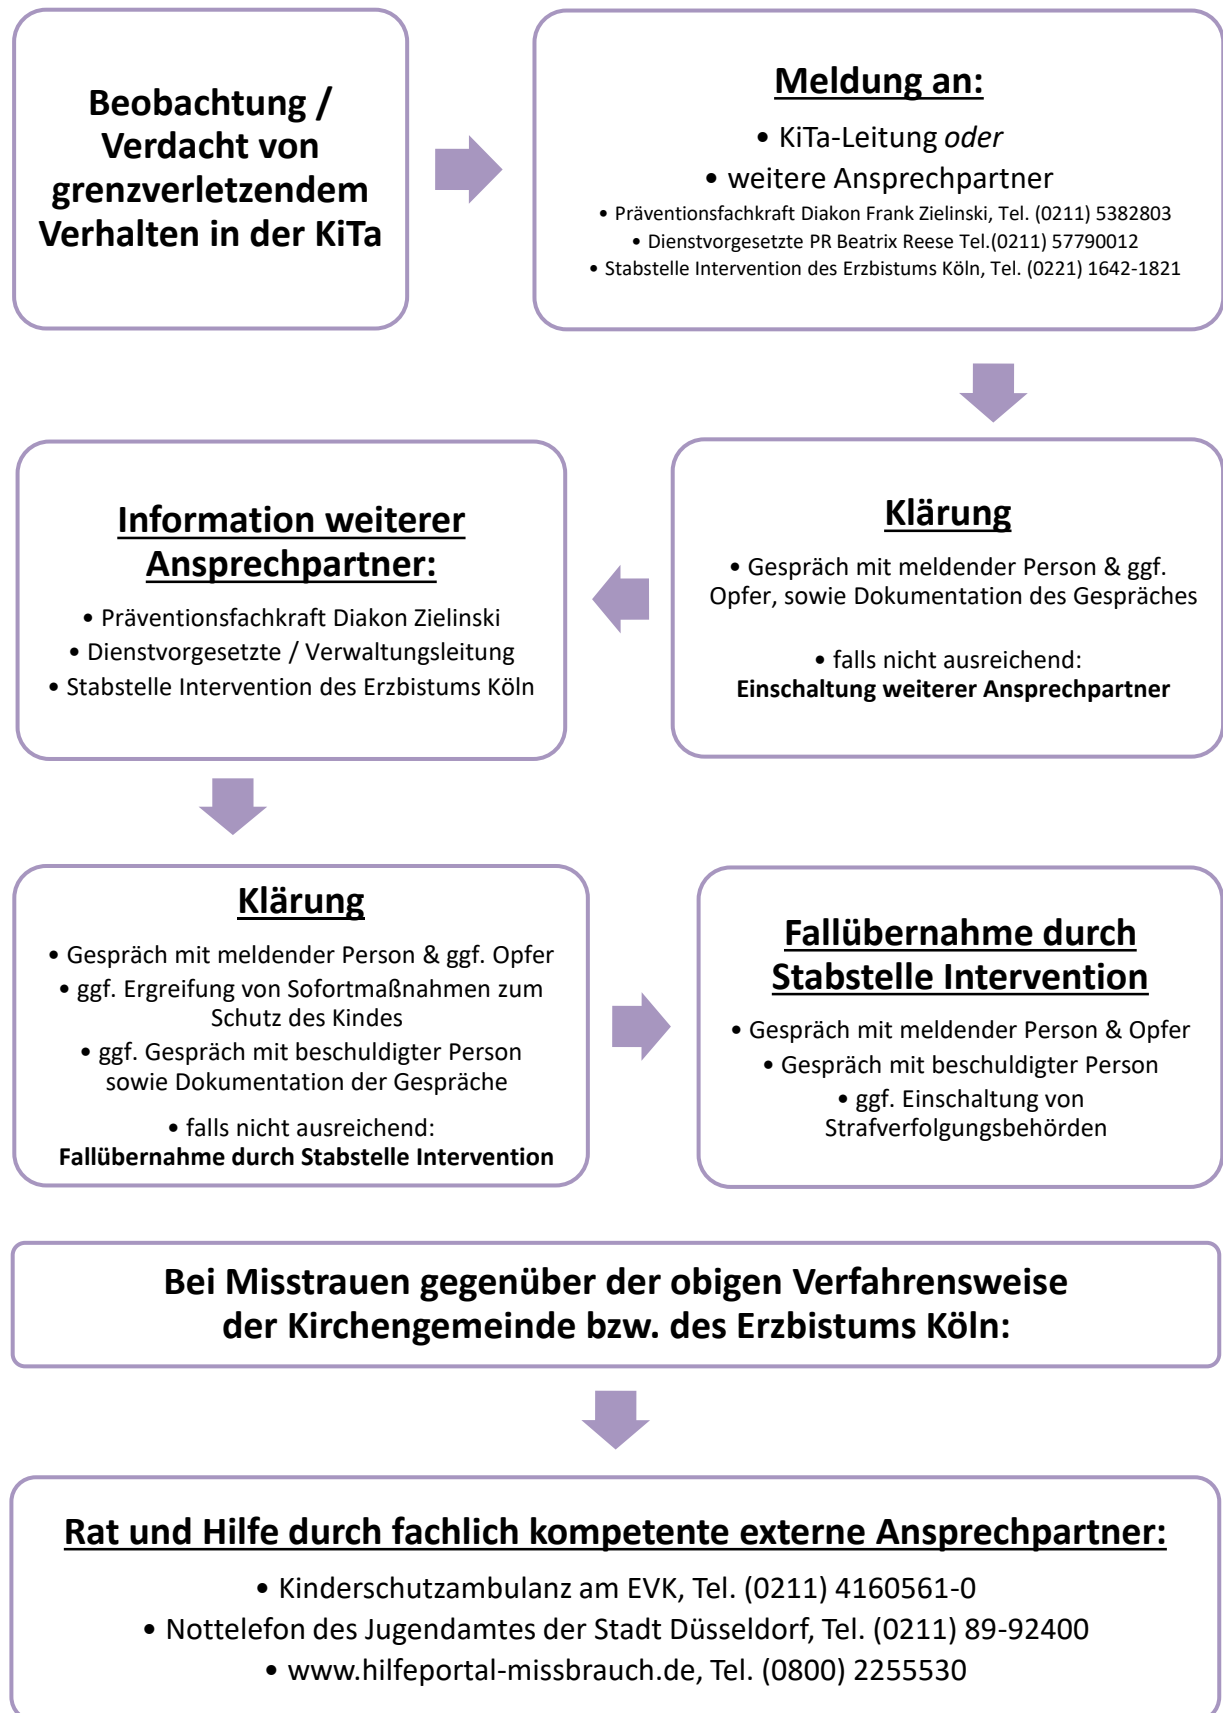 Beobachtung /
Verdacht von
grenzverletzendem
Verhalten in der KiTa
Meldung an:
• KiTa-Leitung oder
• weitere Ansprechpartner
• Präventionsfachkraft Diakon Frank Zielinski, Tel. (0211) 5382803
• Dienstvorgesetzte PR Beatrix Reese Tel.(0211) 57790012
• Stabstelle Intervention des Erzbistums Köln, Tel. (0221) 1642-1821
Klärung
• Gespräch mit meldender Person & ggf.
Opfer, sowie Dokumentation des Gespräches
• falls nicht ausreichend:
Einschaltung weiterer Ansprechpartner
Information weiterer
Ansprechpartner:
• Präventionsfachkraft Diakon Zielinski
• Dienstvorgesetzte / Verwaltungsleitung
• Stabstelle Intervention des Erzbistums Köln
Klärung
• Gespräch mit meldender Person & ggf. Opfer
• ggf. Ergreifung von Sofortmaßnahmen zum
Schutz des Kindes
• ggf. Gespräch mit beschuldigter Person
sowie Dokumentation der Gespräche
• falls nicht ausreichend:
Fallübernahme durch Stabstelle Intervention
Fallübernahme durch
Stabstelle Intervention
• Gespräch mit meldender Person & Opfer
• Gespräch mit beschuldigter Person
• ggf. Einschaltung von
Strafverfolgungsbehörden
Bei Misstrauen gegenüber der obigen Verfahrensweise
der Kirchengemeinde bzw. des Erzbistums Köln:
Rat und Hilfe durch fachlich kompetente externe Ansprechpartner:
• Kinderschutzambulanz am EVK, Tel. (0211) 4160561-0
• Nottelefon des Jugendamtes der Stadt Düsseldorf, Tel. (0211) 89-92400
• www.hilfeportal-missbrauch.de, Tel. (0800) 2255530